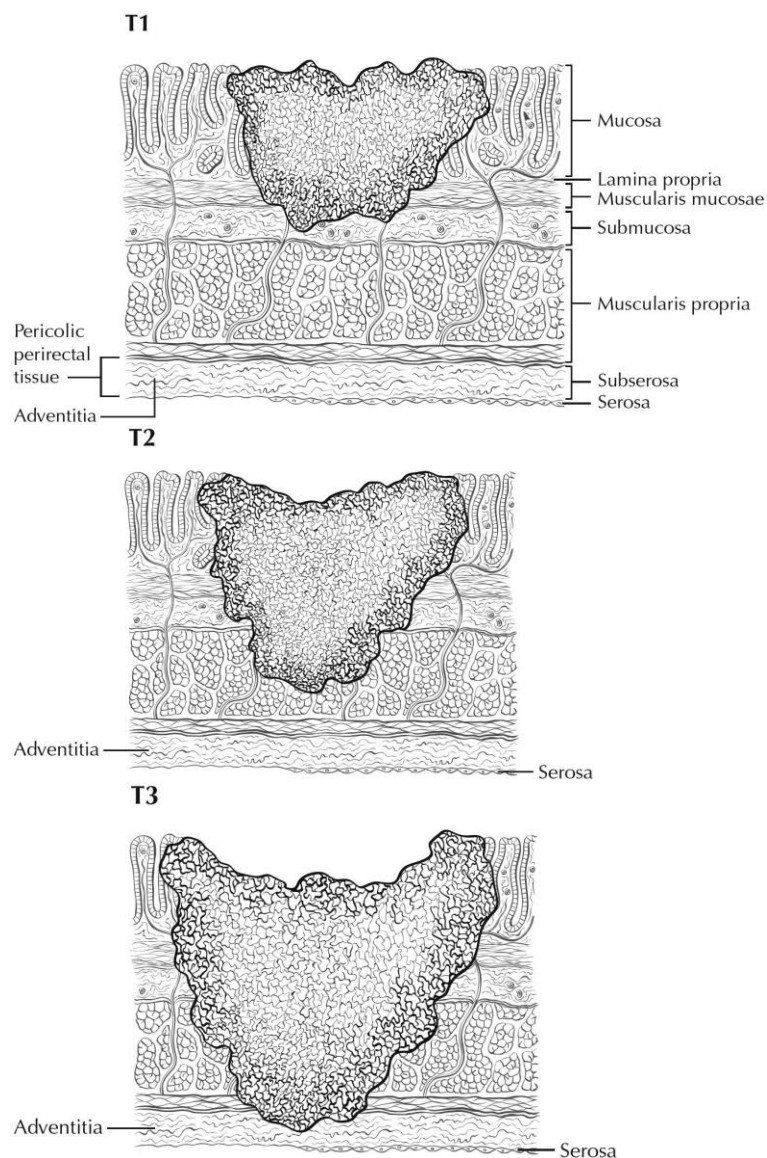 T1
Mucosa
Lamina propria
Muscularis mucosae
Submucosa
Muscularis propria
Pericolic
perirectal
tissue
Subserosa
Serosa
Adventitia
T2
Adventitia
Serosa
T3
Adventitia
Serosa